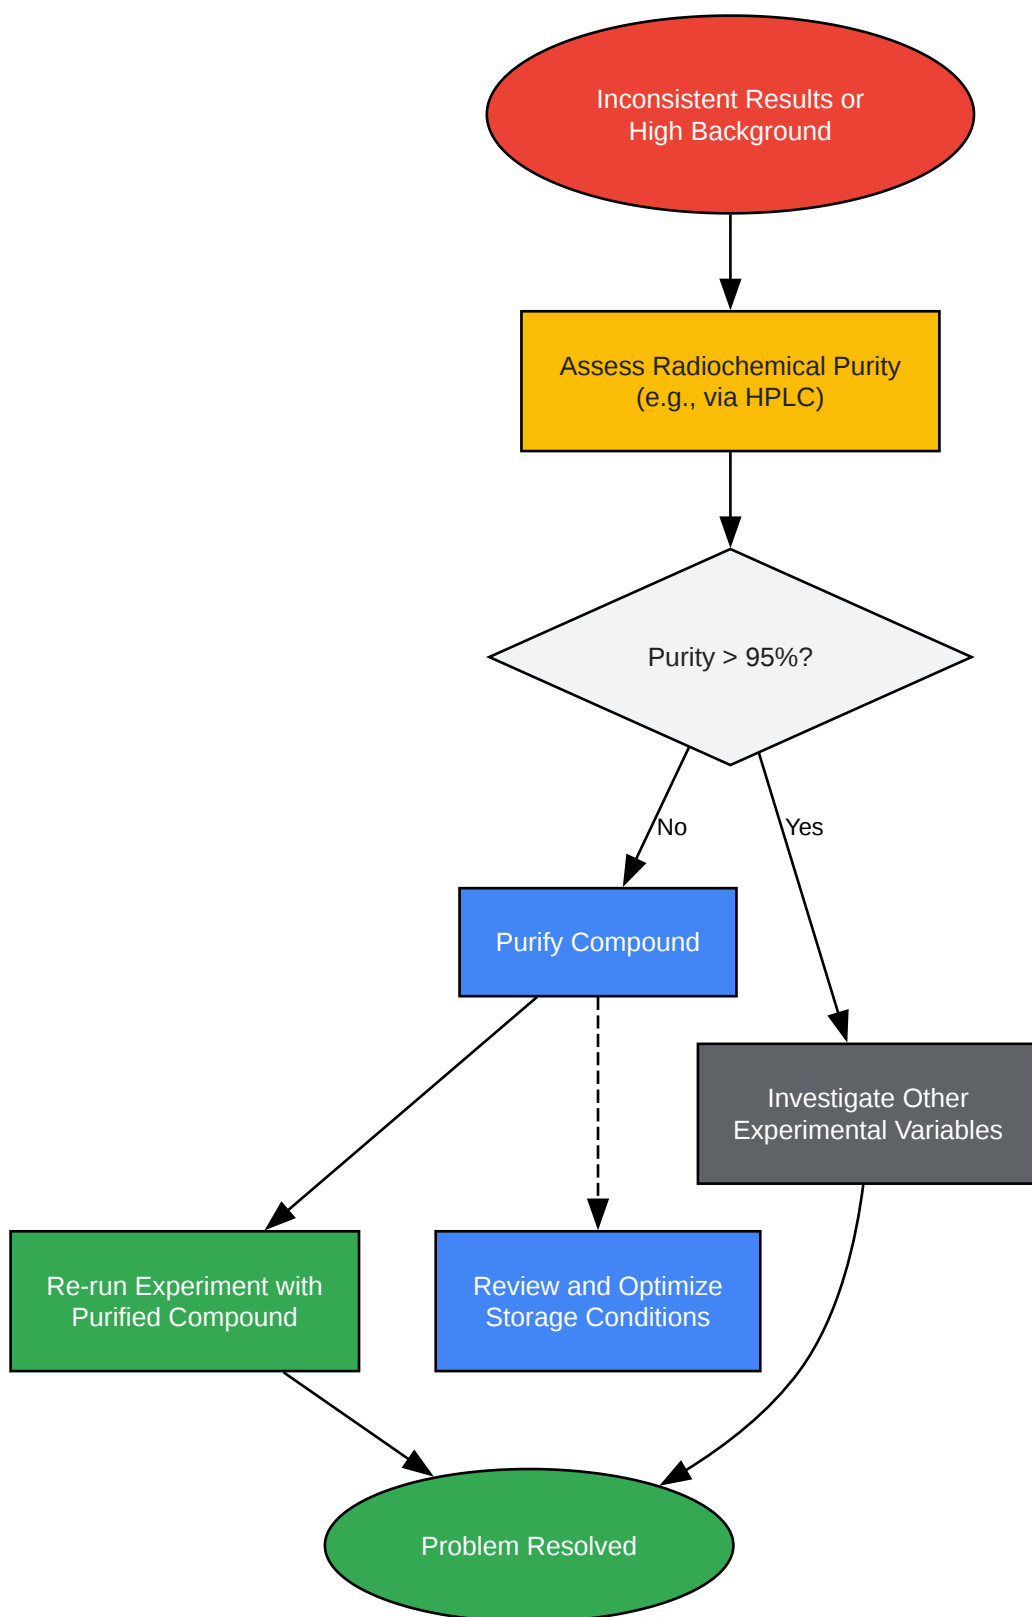 Inconsistent Results or
High Background
Assess Radiochemical Purity
(e.g., via HPLC)
Purity > 95%?
No
Yes
Purify Compound
Investigate Other
Experimental Variables
Re-run Experiment with
Purified Compound
Review and Optimize
Storage Conditions
Problem Resolved